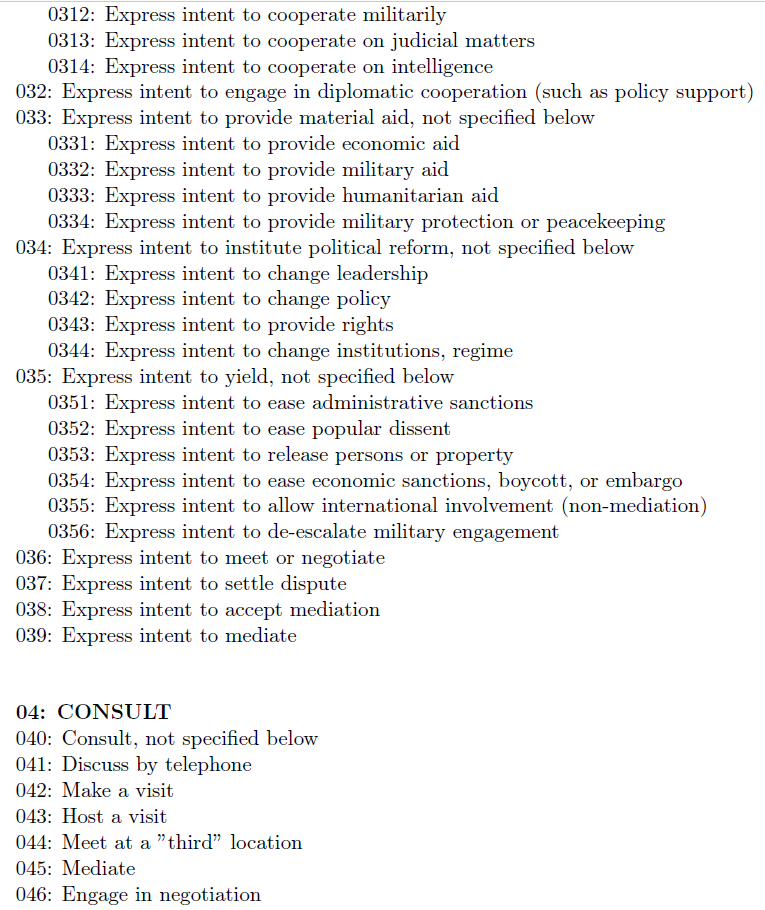 0312: Express intent to cooperate militarily
0313: Express intent to cooperate on judicial matters
0314: Express intent to cooperate on intelligence
032: Express intent to engage in diplomatic cooperation (such as policy support)
033: Express intent to provide material aid, not specified below
0331: Express intent to provide economic aid
0332: Express intent to provide military aid
0333: Express intent to provide humanitarian aid
0334: Express intent to provide military protection or peacekeeping
034: Express intent to institute political reform, not specified below
0341: Express intent to change leadership
0342: Express intent to change policy
0343: Express intent to provide rights
0344: Express intent to change institutions, regime
035: Express intent to yield, not specified below
0351: Express intent to ease administrative sanctions
0352: Express intent to ease popular dissent
0353: Express intent to release persons or property
0354: Express intent to ease economic sanctions, boycott, or embargo
0355: Express intent to allow international involvement (non-mediation)
0356: Express intent to de-escalate military engagement
036: Express intent to meet or negotiate
037: Express intent to settle dispute
038: Express intent to accept mediation
039: Express intent to mediate
04: CONSULT
040: Consult, not specified below
041: Discuss by telephone
042: Make a visit
043: Host a visit
044: Meet at a ”third” location
045: Mediate
046: Engage in negotiation